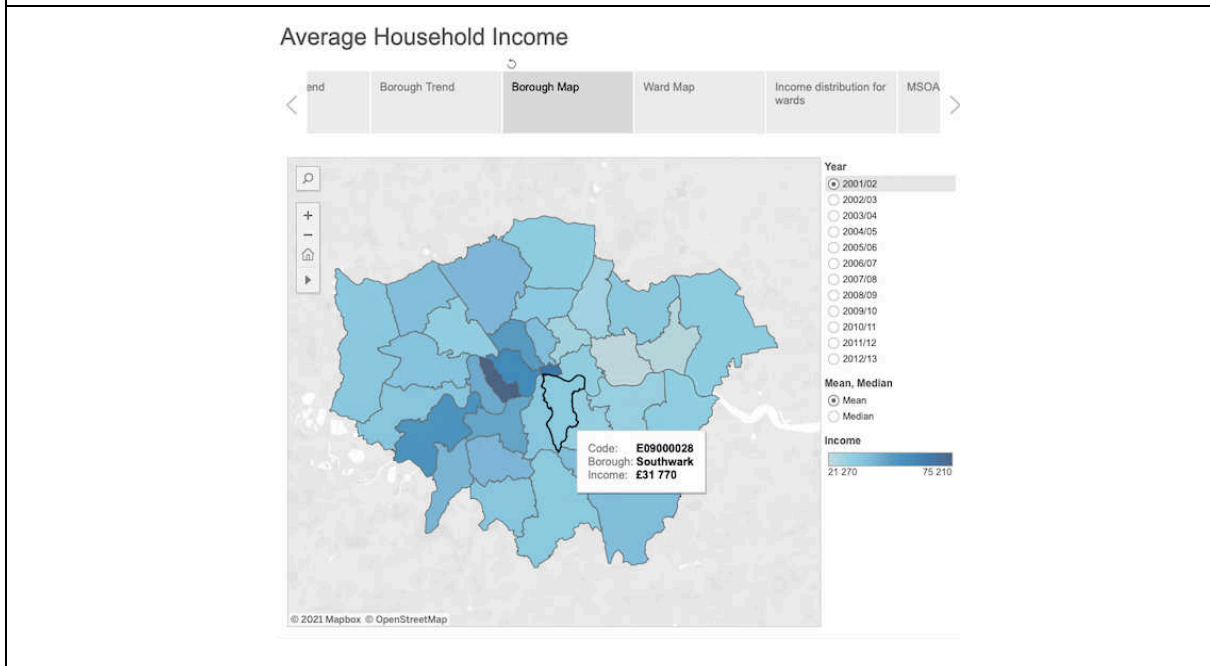 Average Household Income
end
Borough Trend
Borough Map
Ward Map
Income distribution for
wards
MSOA
Year
2001/02
2002/03
2003/04
2004/05
2005/06
2006/07
2007/08
2008/09
2009/10
2010/11
2011/12
2012/13
Mean, Median
Mean
Median
Income
21 270 75 210
Code: E09000028
Borough: Southwark
Income: £31 770
© 2021 Mapbox © OpenStreetMap